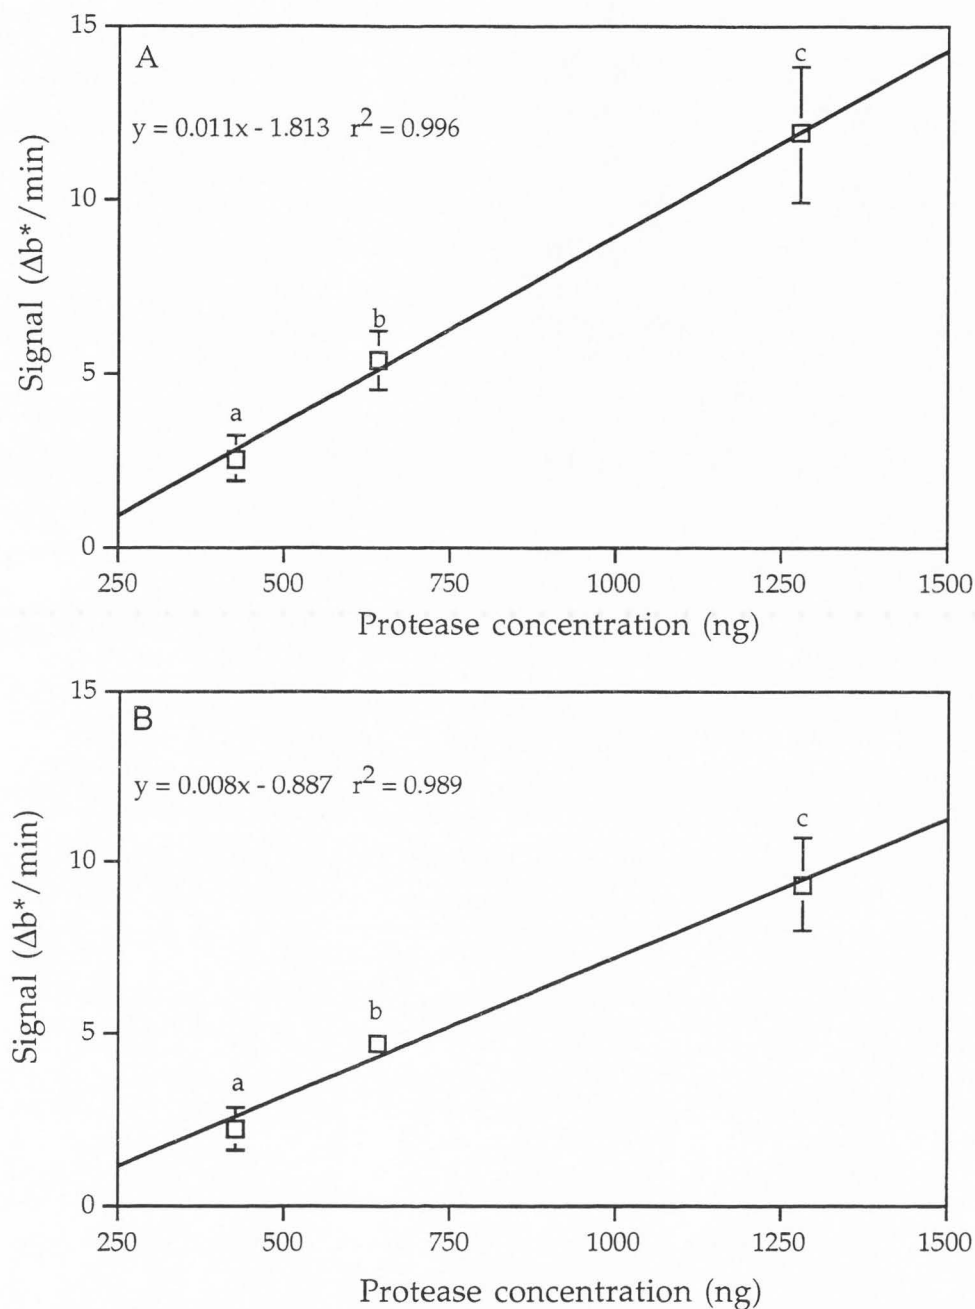 15
A
c
y = 0.011x - 1.813 r² = 0.996
10
b
5
a
0
250 500 750 1000 1250 1500
Signal (Δb*/min)
Protease concentration (ng)
15
B
y = 0.008x - 0.887 r² = 0.989
c
10
b
5
a
0
250 500 750 1000 1250 1500
Signal (Δb*/min)
Protease concentration (ng)